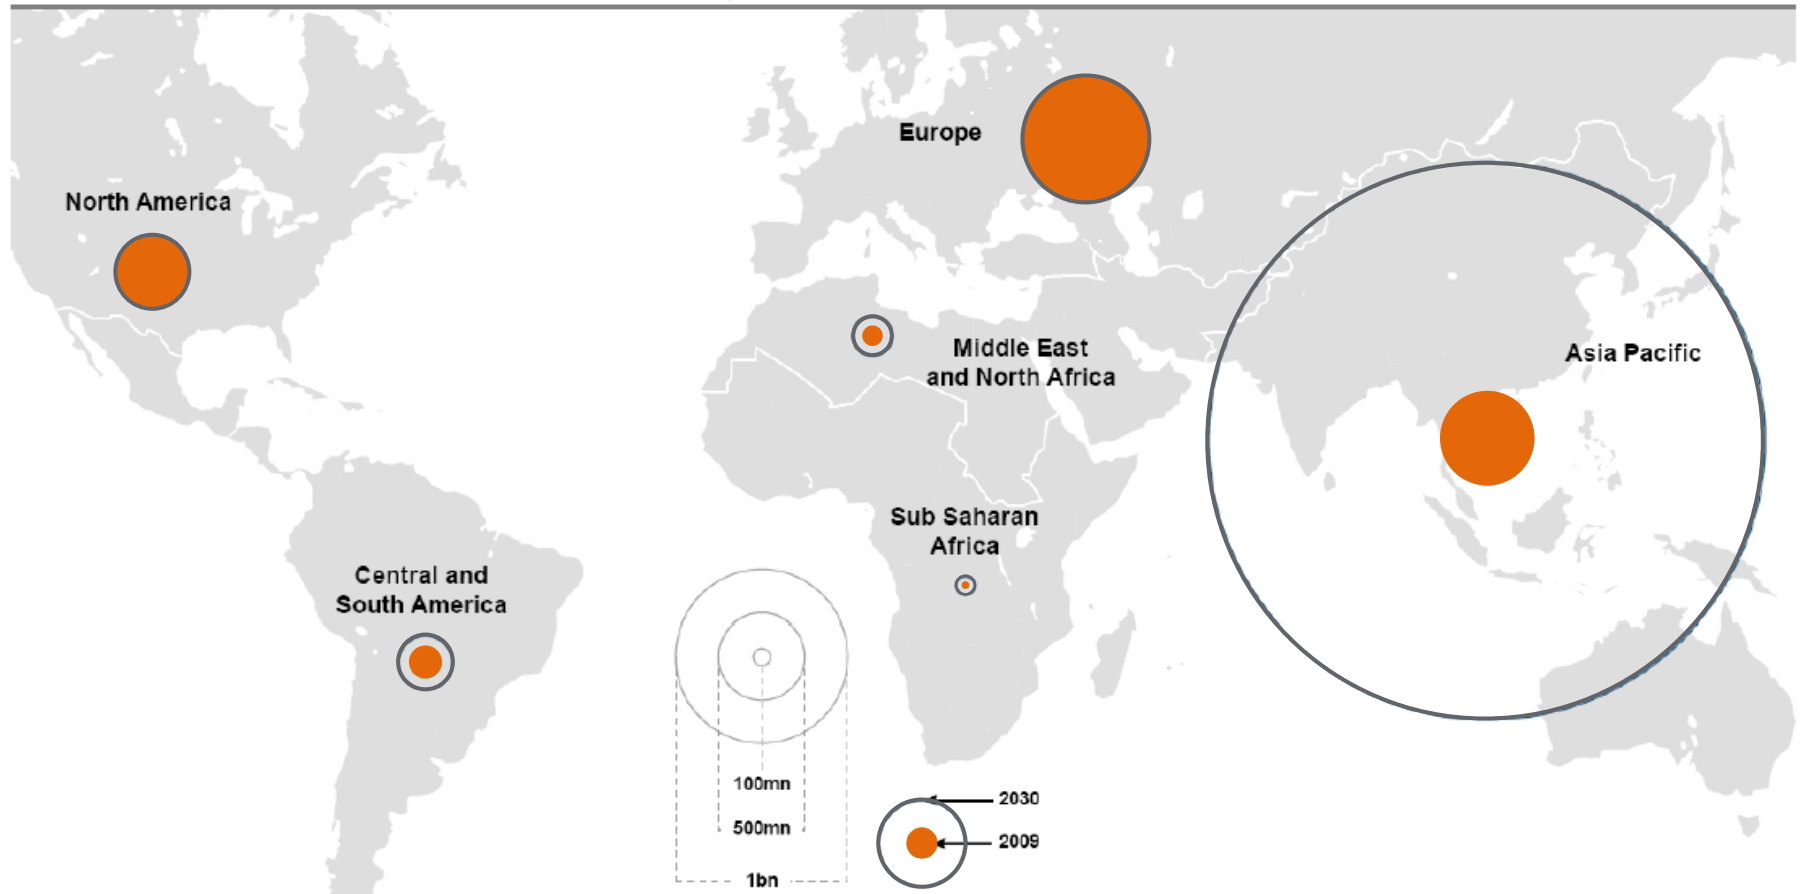 Europe
North America
Middle East
and North Africa
Asia Pacific
Sub Saharan
Africa
Central and
South America
100mn
500mn
1bn
2030
2009